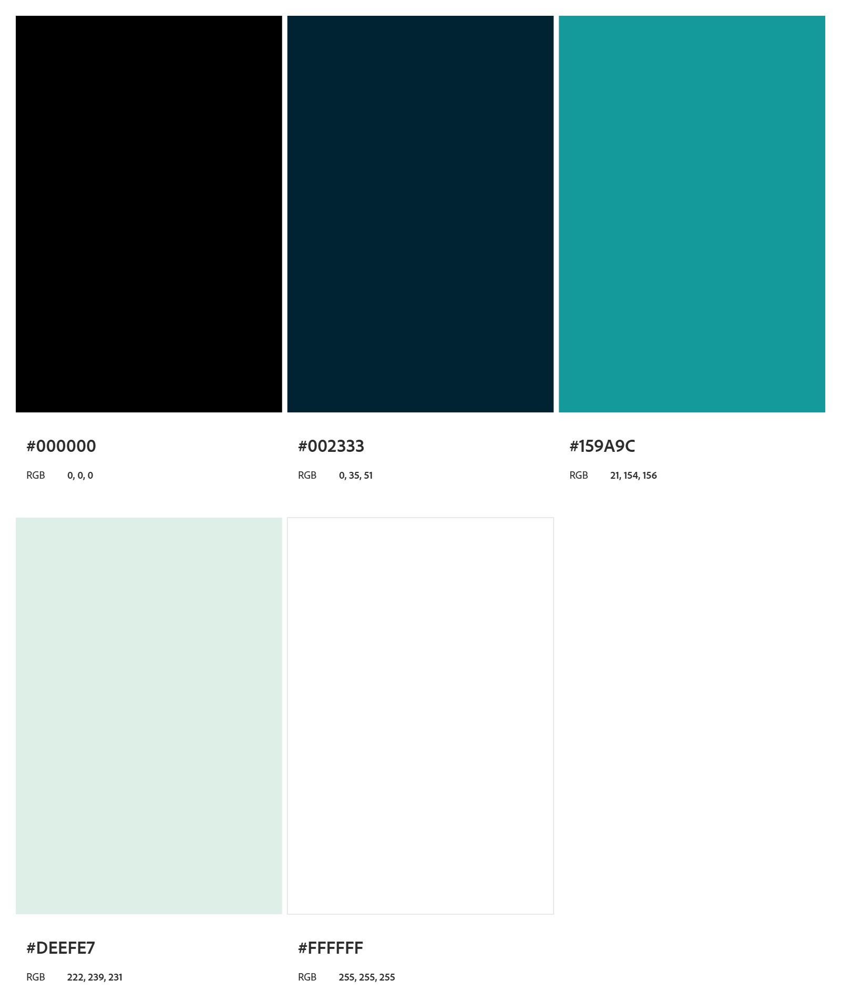 #000000 #002333 #159A9C
RGB 0, 0, 0 RGB 0, 35, 51 RGB 21, 154, 156
#DEEFE7 #FFFFFF
RGB 222, 239, 231 RGB 255, 255, 255